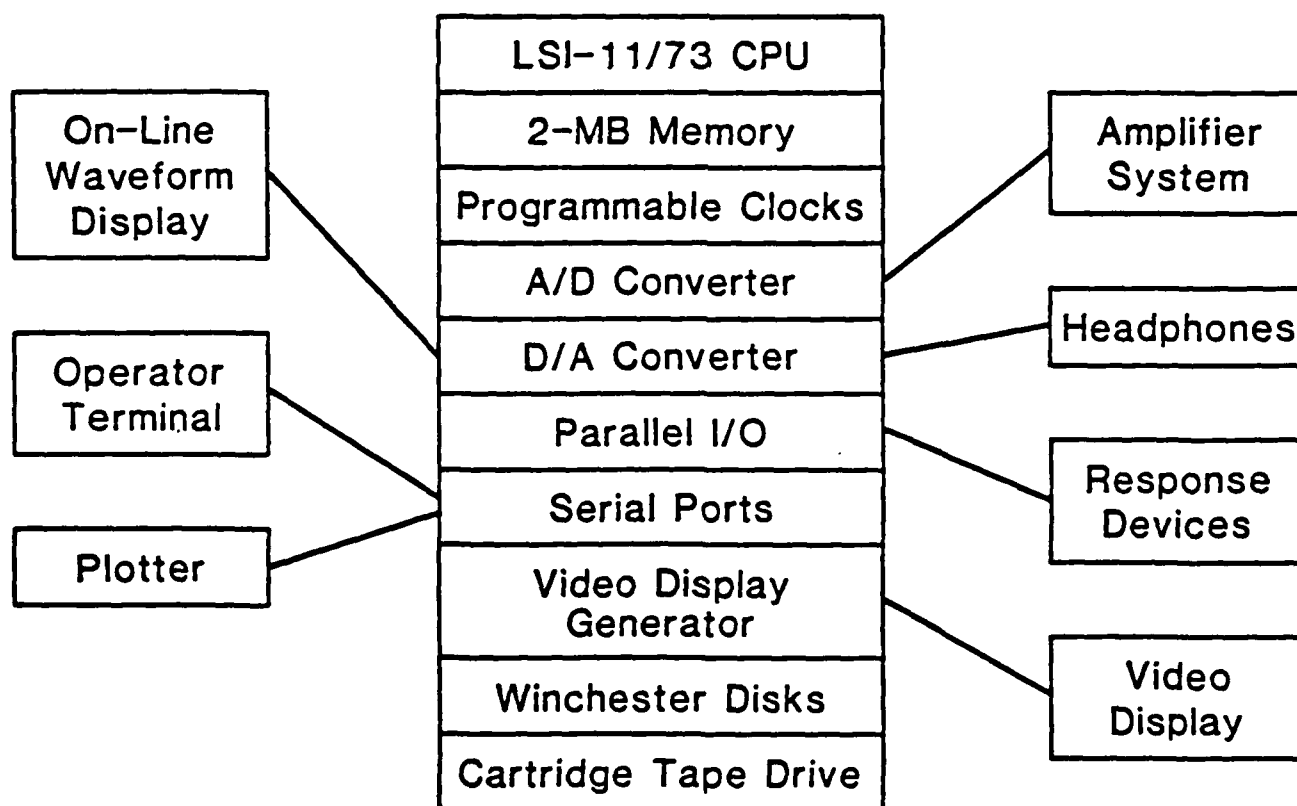 On-Line
Waveform
Display
Operator
Terminal
Plotter
LSI-11/73 CPU
2-MB Memory
Programmable Clocks
A/D Converter
D/A Converter
Parallel I/O
Serial Ports
Video Display
Generator
Winchester Disks
Cartridge Tape Drive
Amplifier
System
Headphones
Response
Devices
Video
Display